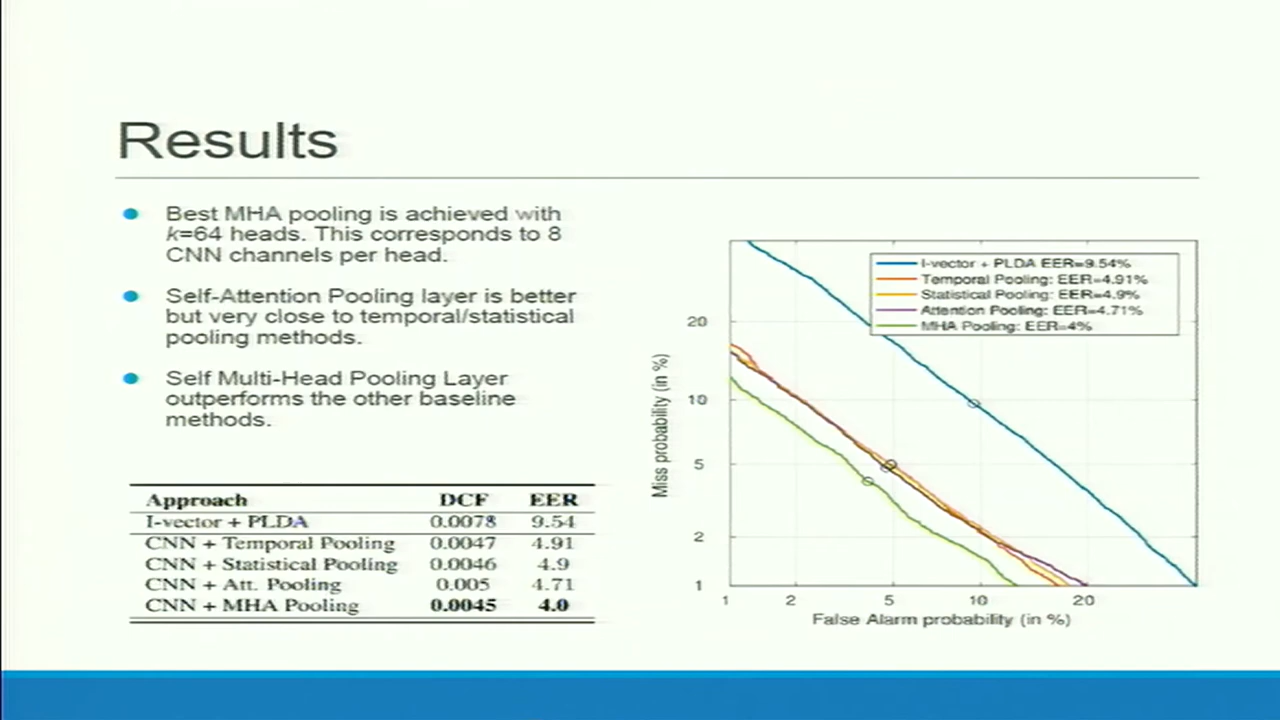 Results
Best MHA pooling is achieved with
k=64 heads. This corresponds to 8
CNN channels per head.
Self-Attention Pooling layer is better
but very close to temporal/statistical
pooling methods.
Self Multi-Head Pooling Layer
outperforms the other baseline
methods.
Approach DCF EER
I-vector + PLDA 0.0078 9.54
CNN + Temporal Pooling 0.0047 4.91
CNN + Statistical Pooling 0.0046 4.9
CNN + Att. Pooling 0.005 4.71
CNN + MHA Pooling 0.0045 4.0
I-vector + PLDA EER=9.54%
Temporal Pooling: EER=4.91%
Statistical Pooling: EER=4.9%
Attention Pooling: EER=4.71%
MHA Pooling: EER=4%
Miss probability (in %)
20
10
5
2
1
1 2 5 10 20
False Alarm probability (in %)